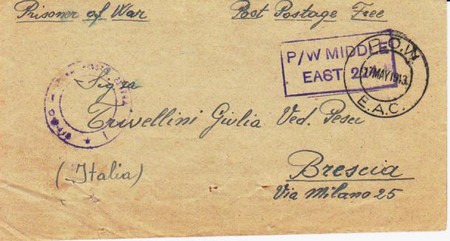 Prisoner of War Post Postage Free
P/W MIDDLE
EAST
P.O.W.
MAY 1943
E.A.C.
Sig.ra
Trivellini Giulia Ved. Pesci
(Italia)
Brescia
Via Milano 25